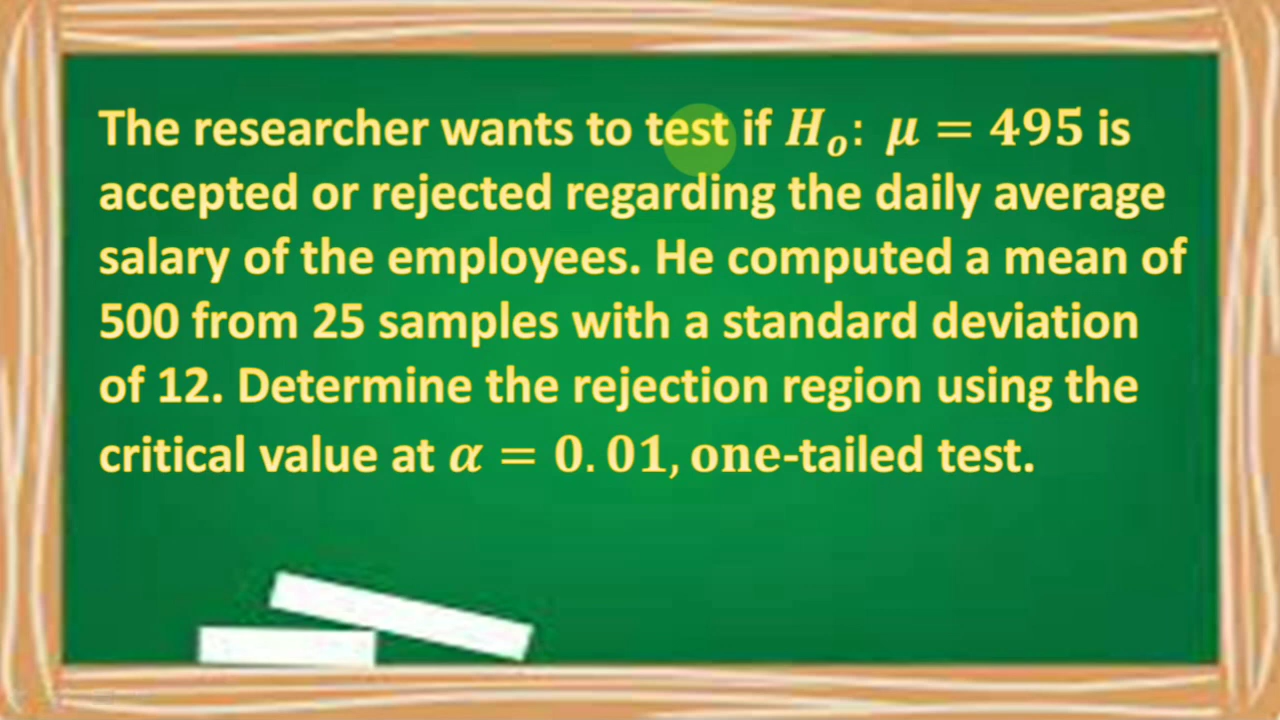 The researcher wants to test if H₀: μ = 495 is
accepted or rejected regarding the daily average
salary of the employees. He computed a mean of
500 from 25 samples with a standard deviation
of 12. Determine the rejection region using the
critical value at α = 0.01, one-tailed test.